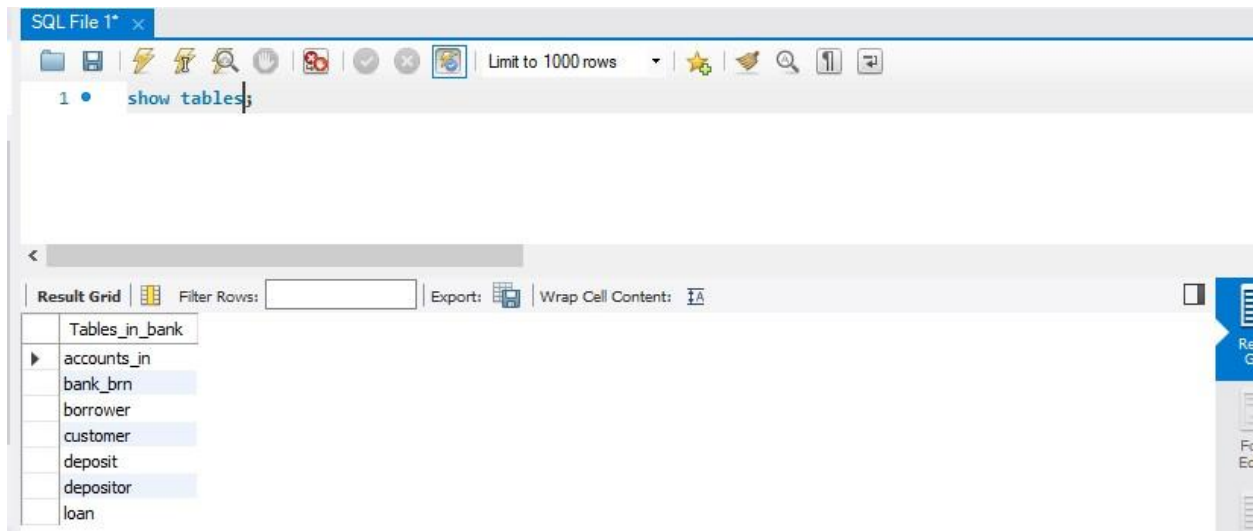 SQL File 1*
Limit to 1000 rows
1 show tables;
Result Grid Filter Rows: Export: Wrap Cell Content:
Tables_in_bank
accounts_in
bank_brn
borrower
customer
deposit
depositor
loan